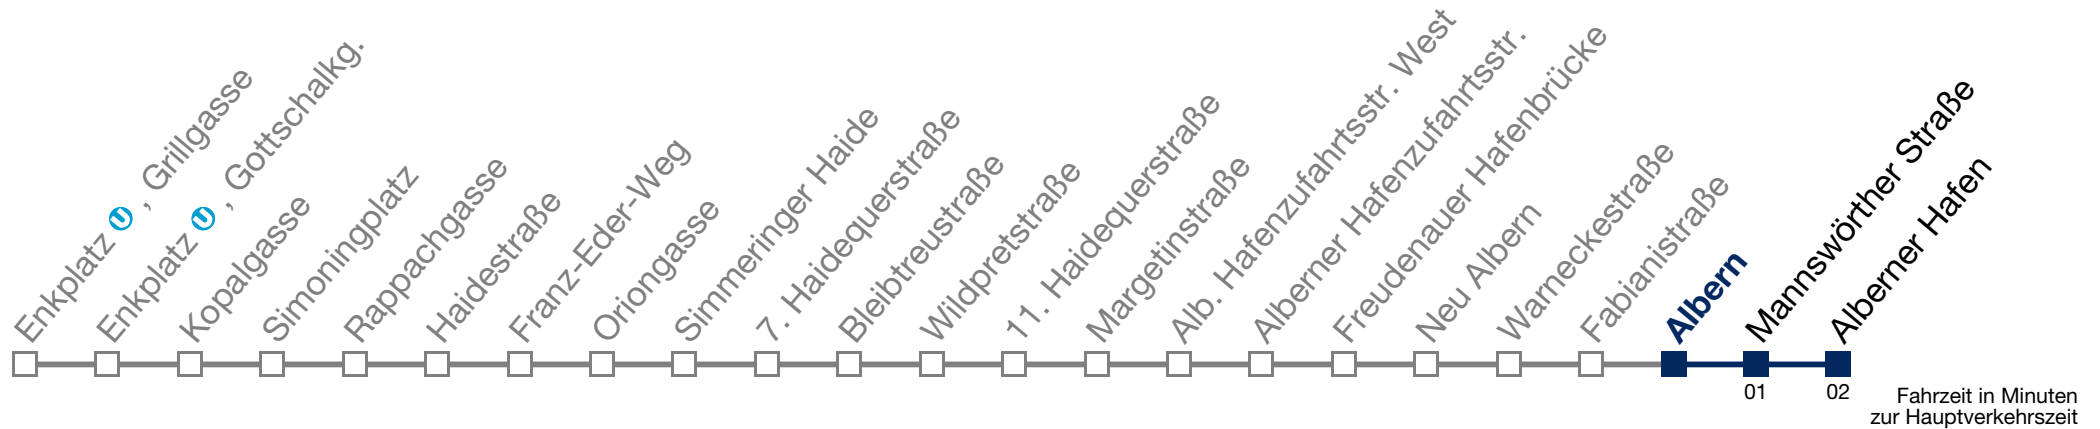 Enkplatz U, Grillgasse
Enkplatz U, Gottschalkg.
Kopalgasse
Simoningplatz
Rappachgasse
Haidestraße
Franz-Eder-Weg
Oriongasse
Simmeringer Haide
7. Haidequerstraße
Bleibtreustraße
Wildpretstraße
11. Haidequerstraße
Margetinstraße
Alb. Hafenzufahrtsstr. West
Alberner Hafenzufahrtsstr.
Freudenauer Hafenbrücke
Neu Albern
Warneckestraße
Fabianistraße
Albern
Mannswörther Straße
Alberner Hafen
01
02
Fahrzeit in Minuten
zur Hauptverkehrszeit